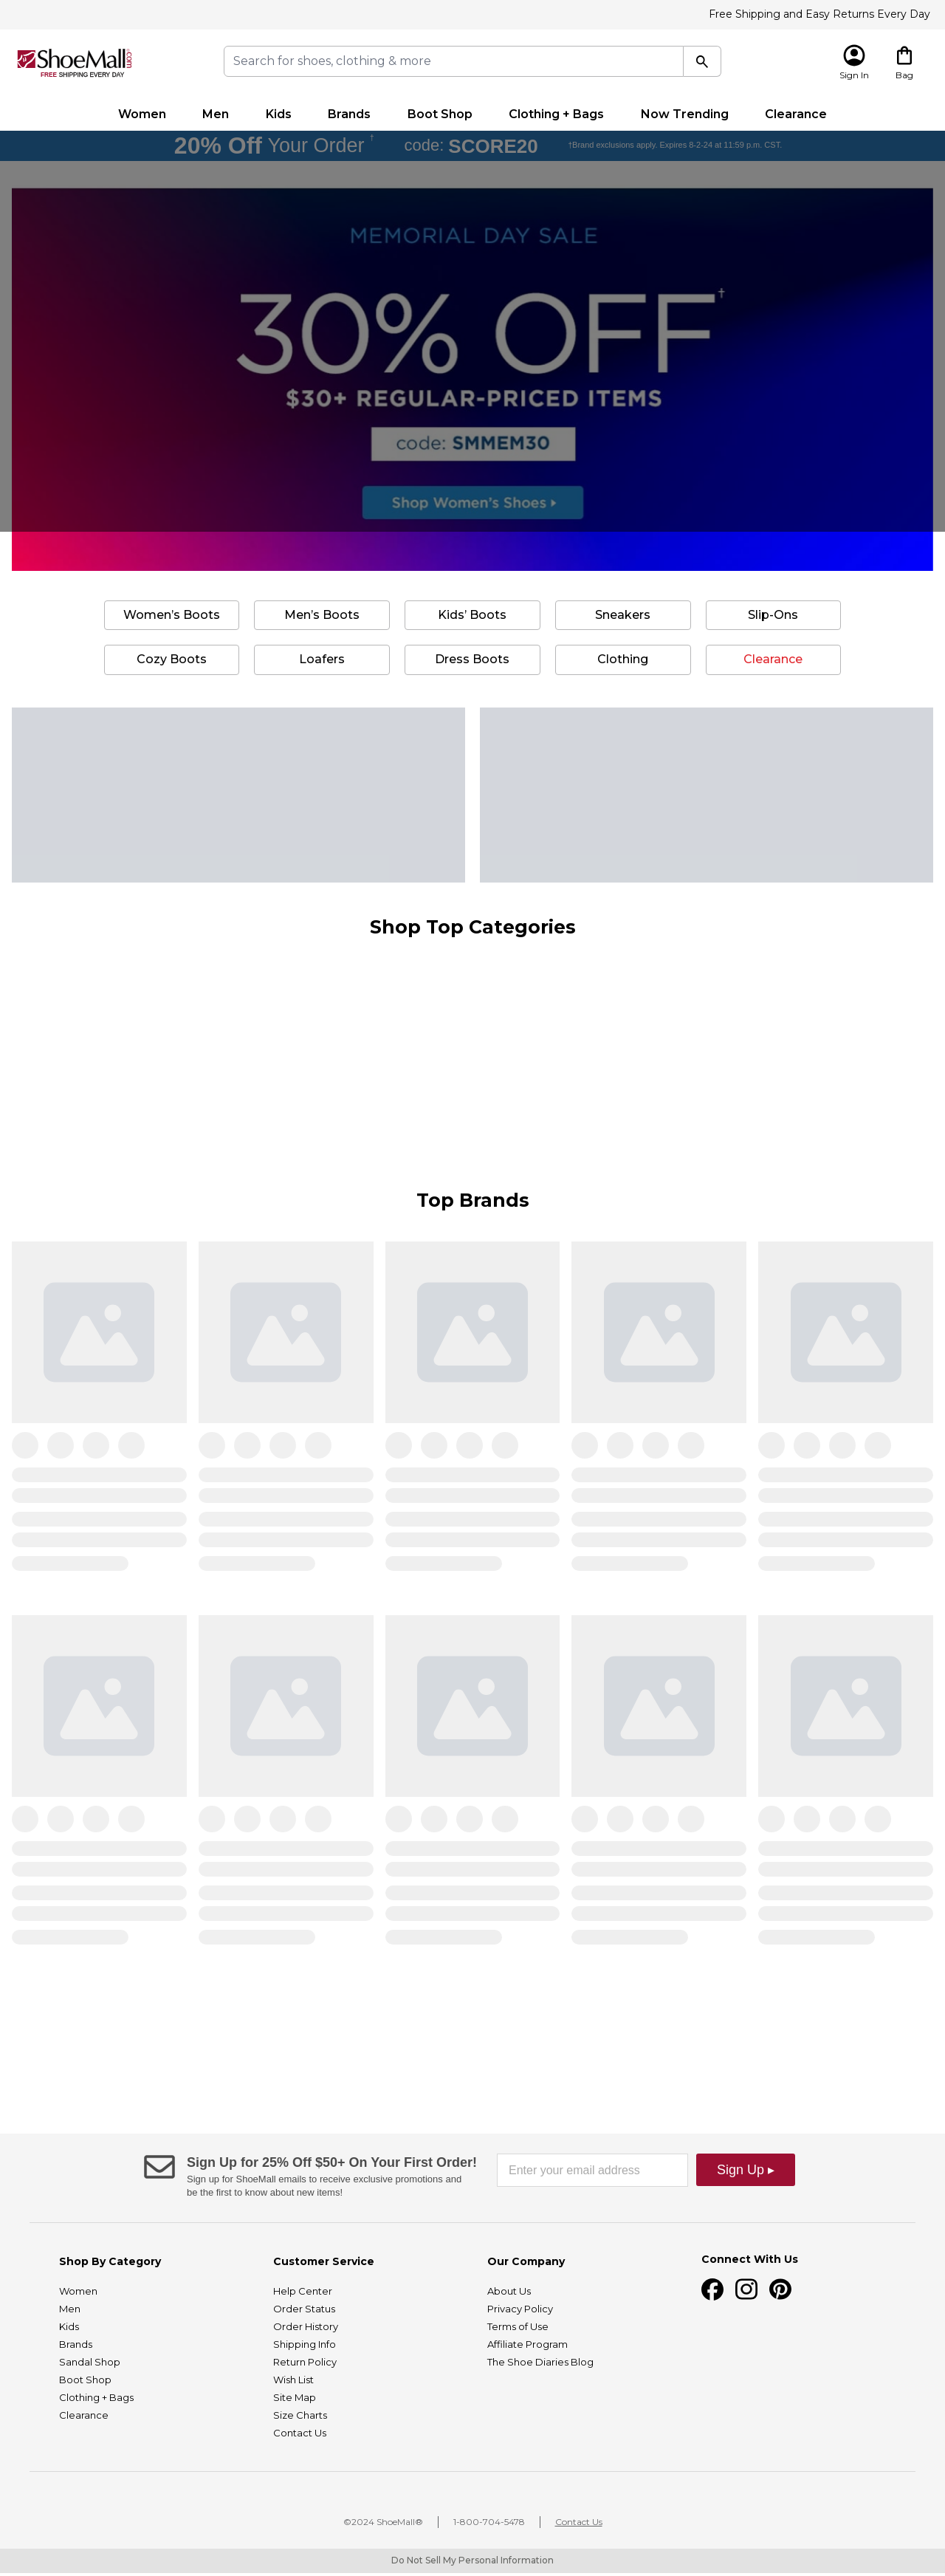 Free Shipping and Easy Returns Every Day
ShoeMall.com
FREE SHIPPING EVERY DAY
Search for shoes, clothing & more
Sign In
Bag
Women
Men
Kids
Brands
Boot Shop
Clothing + Bags
Now Trending
Clearance
20% Off Your Order † code: SCORE20 †Brand exclusions apply. Expires 8-2-24 at 11:59 p.m. CST.
MEMORIAL DAY SALE
30% OFF†
$30+ REGULAR-PRICED ITEMS
code: SMMEM30
Shop Women's Shoes ▸
Women's Boots
Men's Boots
Kids' Boots
Sneakers
Slip-Ons
Cozy Boots
Loafers
Dress Boots
Clothing
Clearance
Shop Top Categories
Top Brands
Sign Up for 25% Off $50+ On Your First Order!
Sign up for ShoeMall emails to receive exclusive promotions and
be the first to know about new items!
Enter your email address
Sign Up ▸
Shop By Category
Women
Men
Kids
Brands
Sandal Shop
Boot Shop
Clothing + Bags
Clearance
Customer Service
Help Center
Order Status
Order History
Shipping Info
Return Policy
Wish List
Site Map
Size Charts
Contact Us
Our Company
About Us
Privacy Policy
Terms of Use
Affiliate Program
The Shoe Diaries Blog
Connect With Us
©2024 ShoeMall®
1-800-704-5478
Contact Us
Do Not Sell My Personal Information